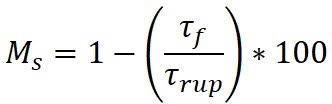 M_s = 1 − (τ_f / τ_rup) * 100